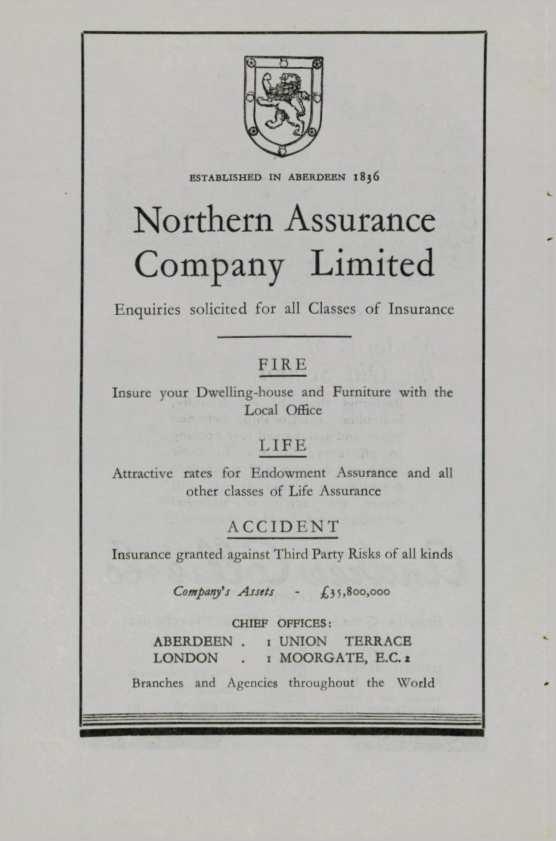 ESTABLISHED IN ABERDEEN 1836
Northern Assurance
Company Limited
Enquiries solicited for all Classes of Insurance
FIRE
Insure your Dwelling-house and Furniture with the
Local Office
LIFE
Attractive rates for Endowment Assurance and all
other classes of Life Assurance
ACCIDENT
Insurance granted against Third Party Risks of all kinds
Company's Assets - £35,800,000
CHIEF OFFICES:
ABERDEEN . 1 UNION TERRACE
LONDON . 1 MOORGATE, E.C.2
Branches and Agencies throughout the World